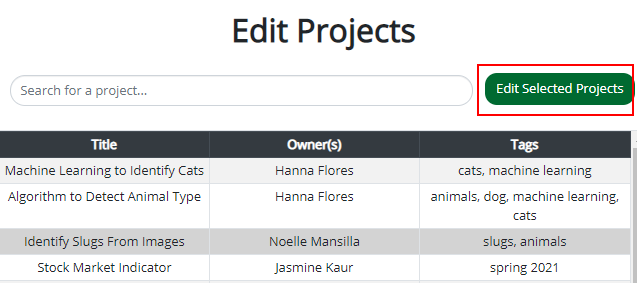 Edit Projects
Search for a project...
Edit Selected Projects
Title Owner(s) Tags
Machine Learning to Identify Cats Hanna Flores cats, machine learning
Algorithm to Detect Animal Type Hanna Flores animals, dog, machine learning,
cats
Identify Slugs From Images Noelle Mansilla slugs, animals
Stock Market Indicator Jasmine Kaur spring 2021